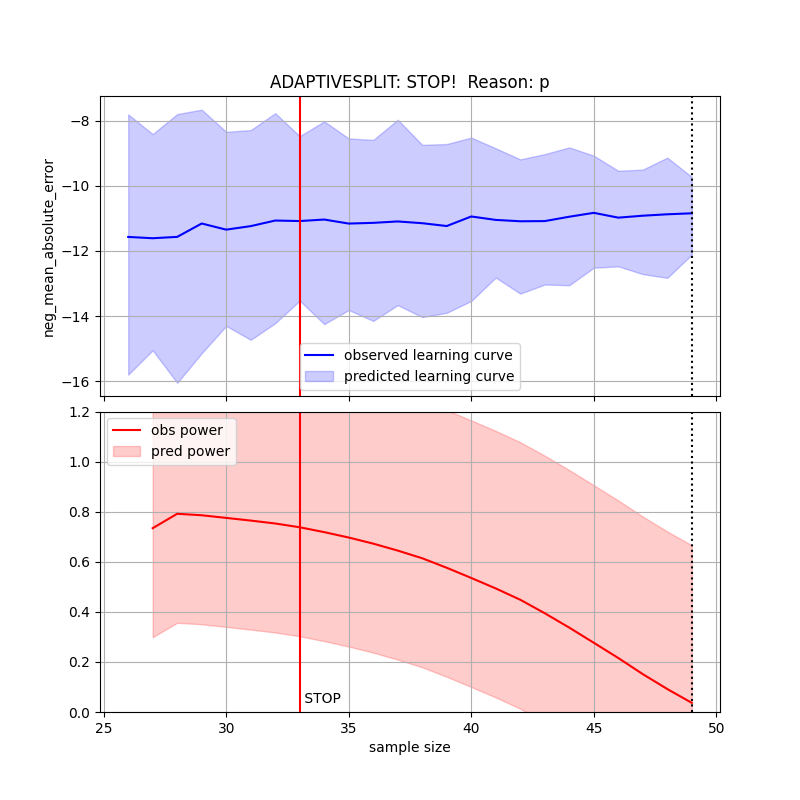 ADAPTIVESPLIT: STOP!  Reason: p
−8
−10
−12
−14
−16
neg_mean_absolute_error
observed learning curve
predicted learning curve
1.2
1.0
0.8
0.6
0.4
0.2
0.0
obs power
pred power
STOP
25 30 35 40 45 50
sample size